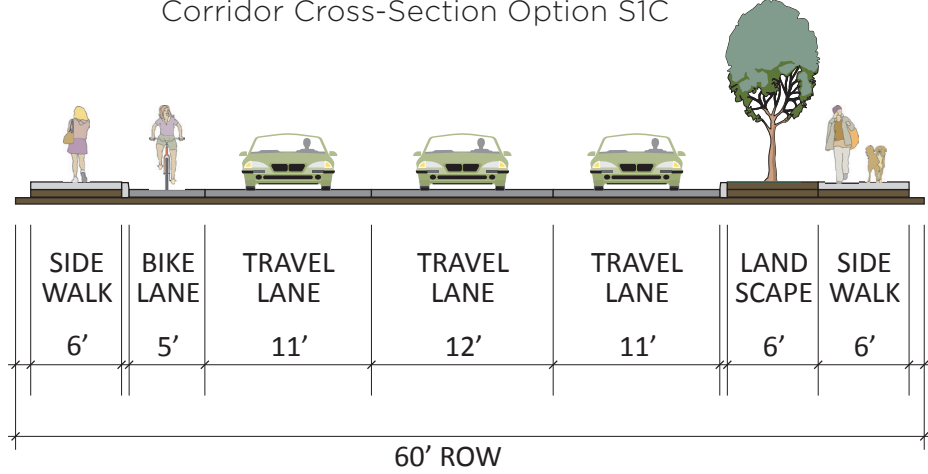 Corridor Cross-Section Option S1C
SIDE WALK
6’
BIKE LANE
5’
TRAVEL LANE
11’
TRAVEL LANE
12’
TRAVEL LANE
11’
LAND SCAPE
6’
SIDE WALK
6’
60’ ROW